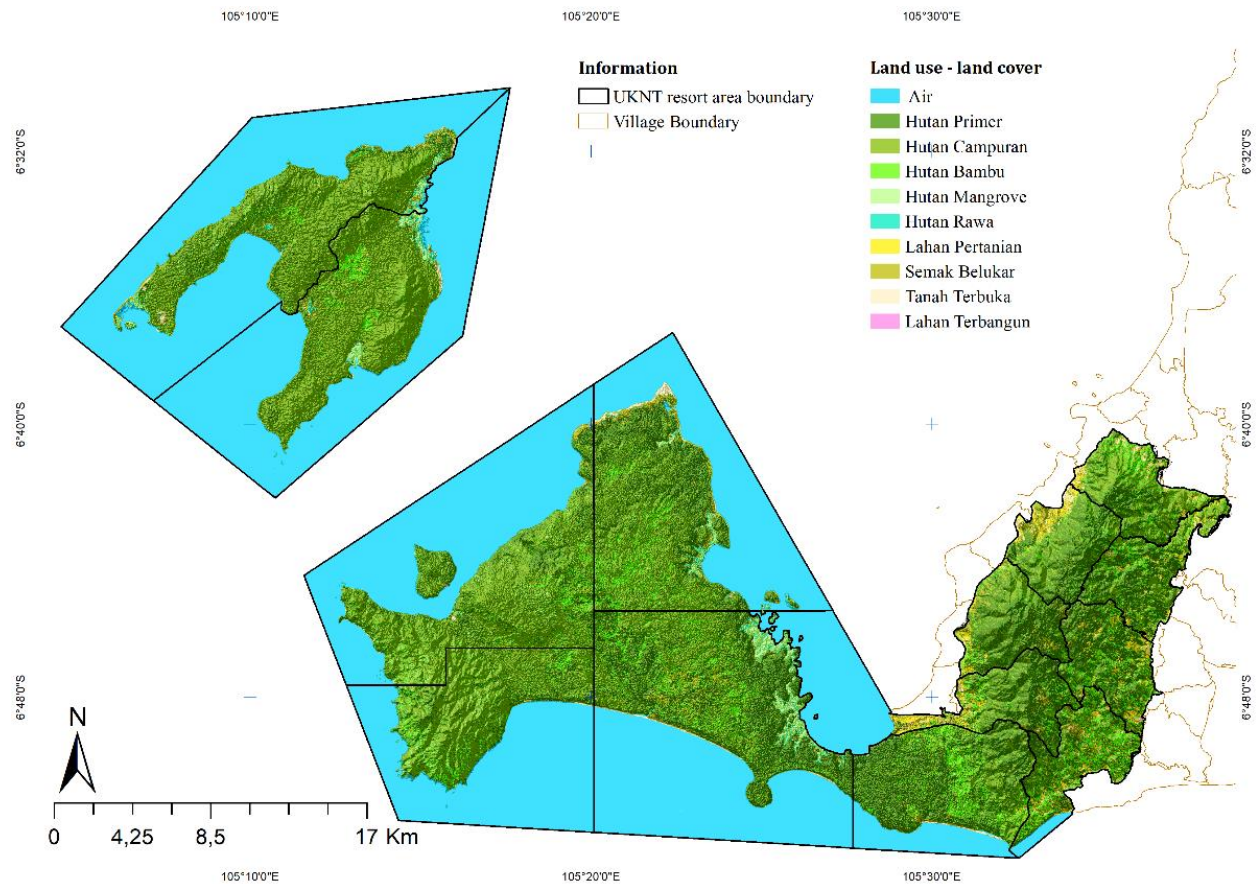 105°10'0"E
105°20'0"E
105°30'0"E
Information
UKNT resort area boundary
Village Boundary
Land use - land cover
Air
Hutan Primer
Hutan Campuran
Hutan Bambu
Hutan Mangrove
Hutan Rawa
Lahan Pertanian
Semak Belukar
Tanah Terbuka
Lahan Terbangun
6°32'0"S
6°32'0"S
6°40'0"S
6°40'0"S
6°48'0"S
6°48'0"S
N
0 4,25 8,5 17 Km
105°10'0"E
105°20'0"E
105°30'0"E